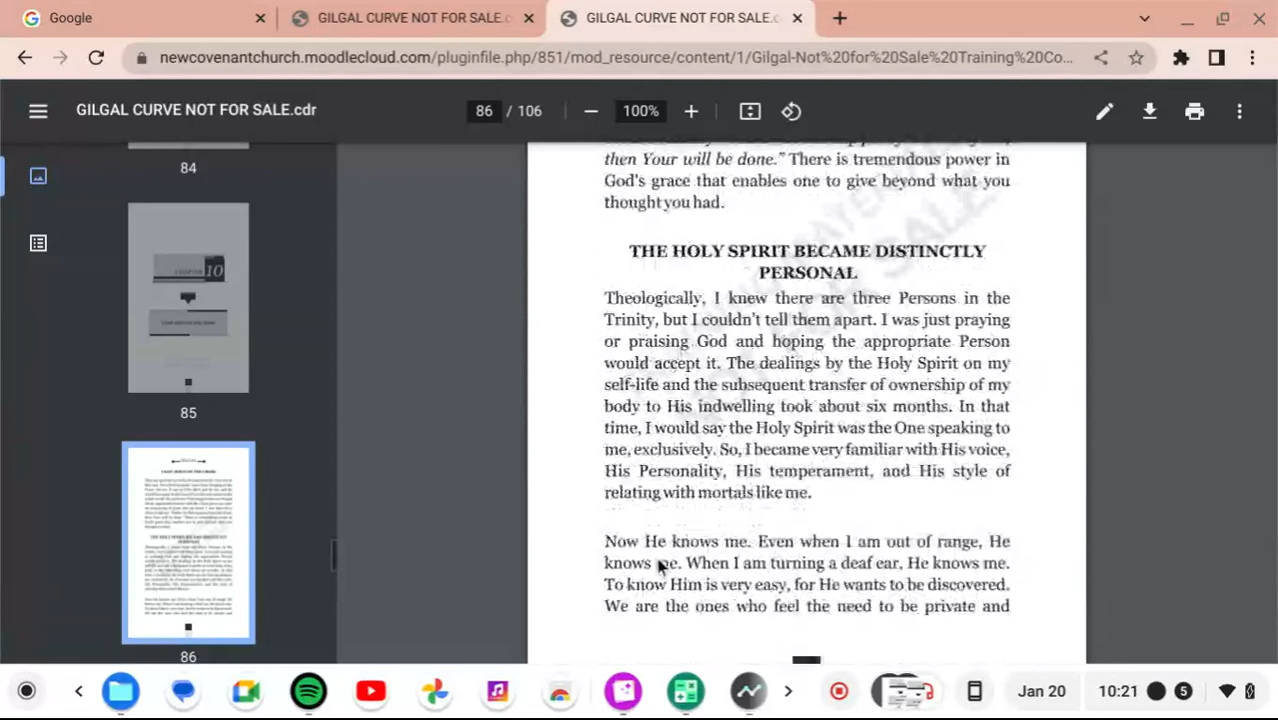 Google
GILGAL CURVE NOT FOR SALE.c
GILGAL CURVE NOT FOR SALE.c
newcovenantchurch.moodlecloud.com/pluginfile.php/851/mod_resource/content/1/Gilgal-Not%20for%20Sale%20Training%20Co...
GILGAL CURVE NOT FOR SALE.cdr
86 / 106
100%
84
CHAPTER 10
85
86
then Your will be done." There is tremendous power in
God's grace that enables one to give beyond what you
thought you had.
THE HOLY SPIRIT BECAME DISTINCTLY
PERSONAL
Theologically, I knew there are three Persons in the
Trinity, but I couldn't tell them apart. I was just praying
or praising God and hoping the appropriate Person
would accept it. The dealings by the Holy Spirit on my
self-life and the subsequent transfer of ownership of my
body to His indwelling took about six months. In that
time, I would say the Holy Spirit was the One speaking to
me, exclusively. So, I became very familiar with His voice,
His Personality, His temperament, and His style of
relating with mortals like me.
Now He knows me. Even when I am out of range, He
knows me. When I am turning a deaf ear, He knows me.
To know Him is very easy, for He wants to be discovered.
We are the ones who feel the need to be private and
Jan 20
10:21
5